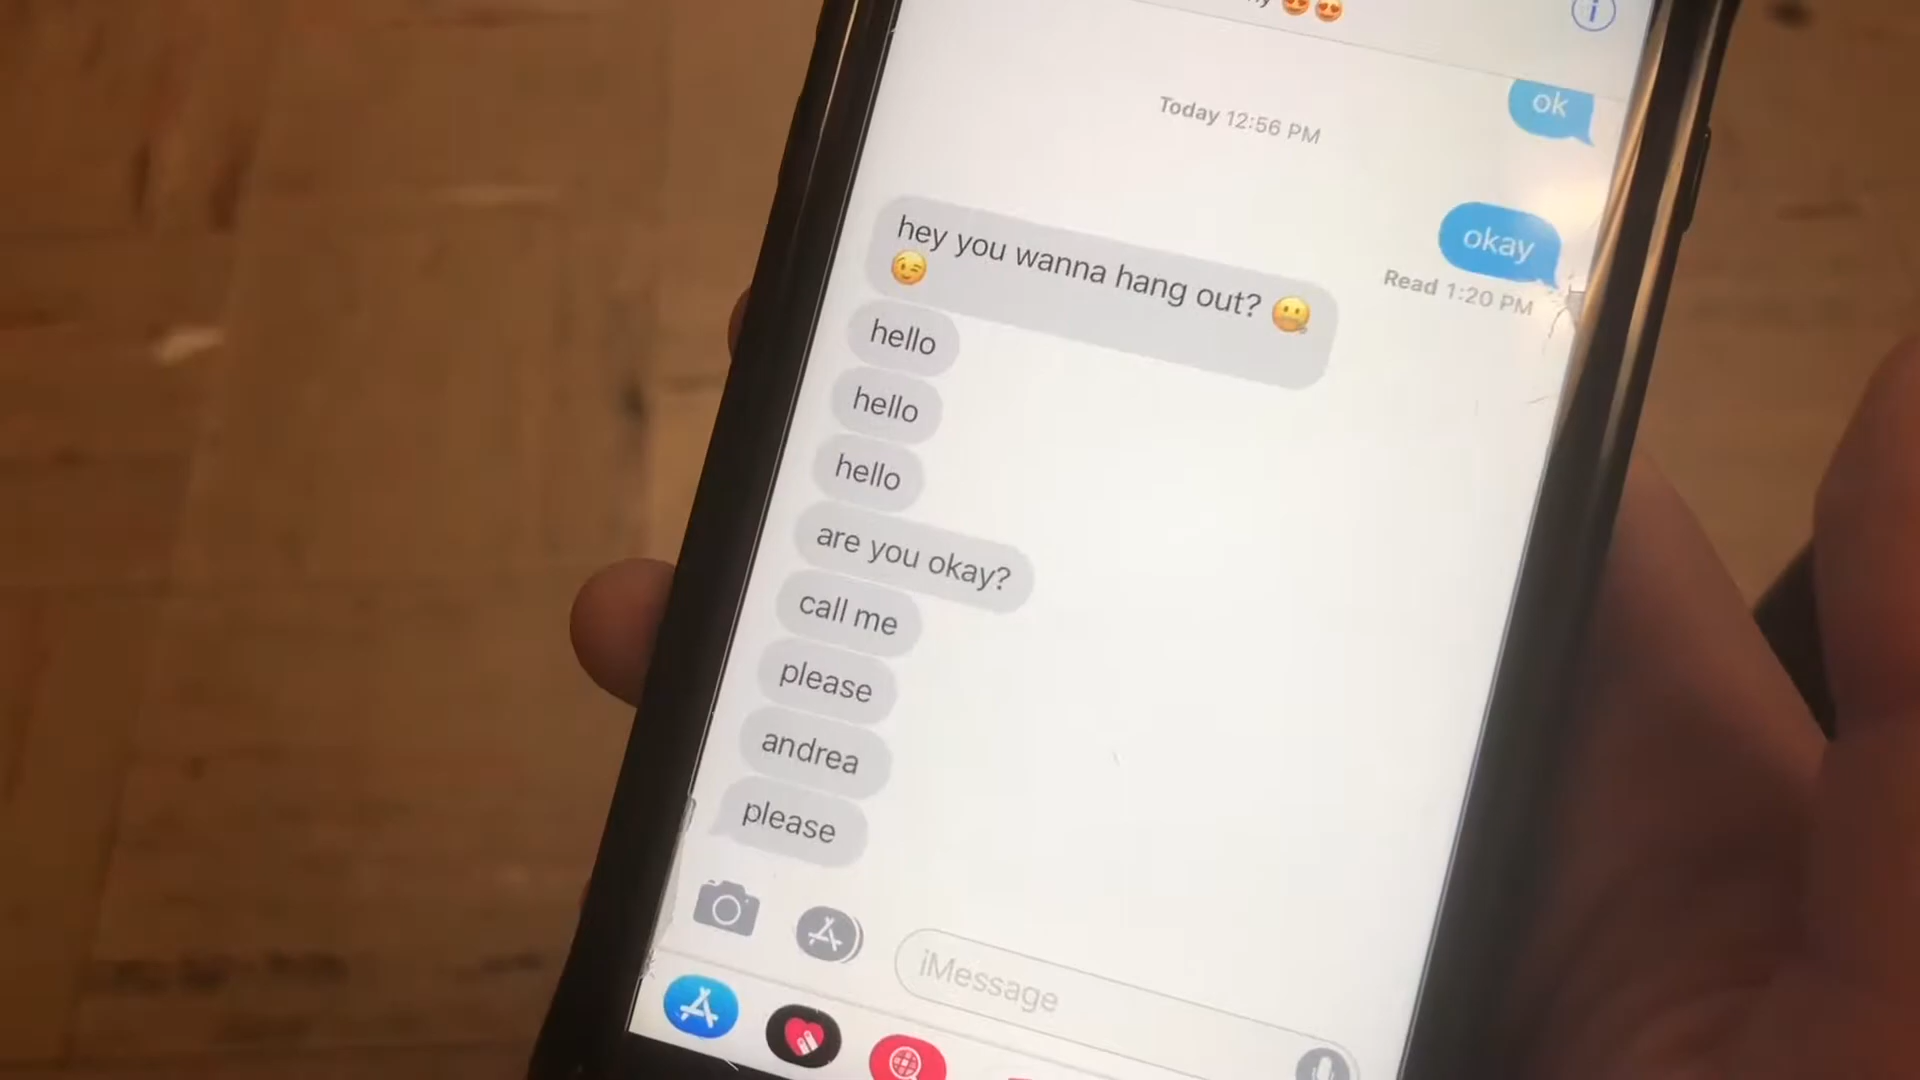 ok
Today 12:56 PM
okay
Read 1:20 PM
hey you wanna hang out? 🤐
😉
hello
hello
hello
are you okay?
call me
please
andrea
please
iMessage